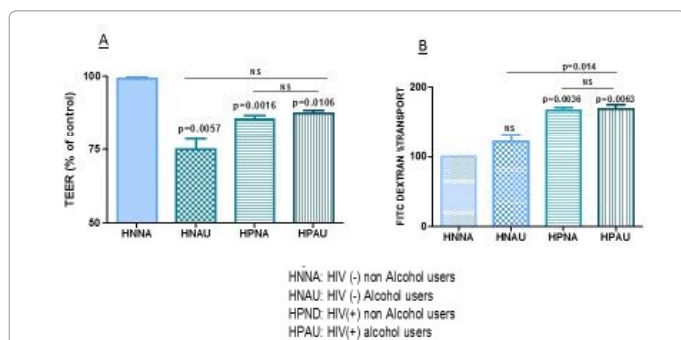 A
NS
NS
p=0.0057
p=0.0016
p=0.0106
100
75
50
TEER (% of control)
HNNA
HNAU
HPNA
HPAU
B
p=0.014
NS
NS
p=0.0036
p=0.0063
200
100
0
FITC DEXTRAN %TRANSPORT
HNNA
HNAU
HPNA
HPAU
HNNA: HIV (-) non Alcohol users
HNAU: HIV (-) Alcohol users
HPND: HIV(+) non Alcohol users
HPAU: HIV(+) alcohol users